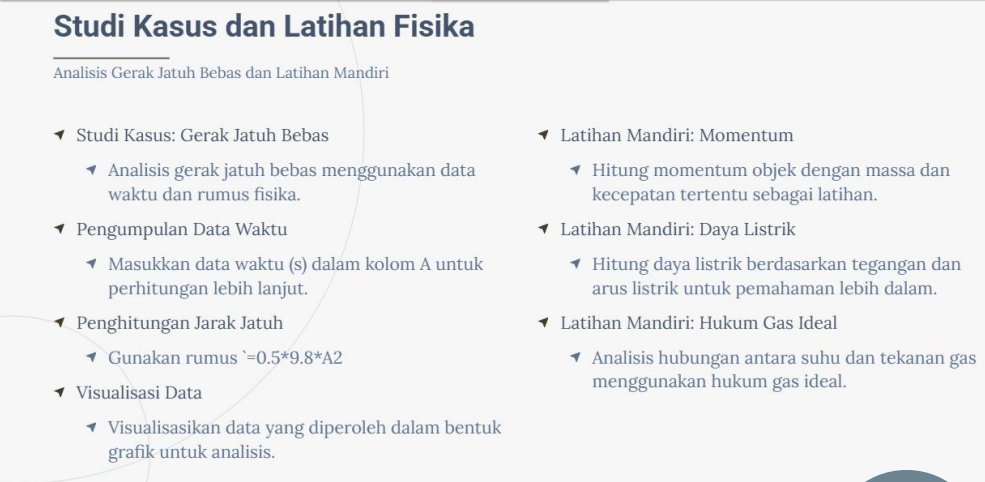 Studi Kasus dan Latihan Fisika
Analisis Gerak Jatuh Bebas dan Latihan Mandiri
Studi Kasus: Gerak Jatuh Bebas
Analisis gerak jatuh bebas menggunakan data
waktu dan rumus fisika.
Pengumpulan Data Waktu
Masukkan data waktu (s) dalam kolom A untuk
perhitungan lebih lanjut.
Penghitungan Jarak Jatuh
Gunakan rumus `=0.5*9.8*A2
Visualisasi Data
Visualisasikan data yang diperoleh dalam bentuk
grafik untuk analisis.
Latihan Mandiri: Momentum
Hitung momentum objek dengan massa dan
kecepatan tertentu sebagai latihan.
Latihan Mandiri: Daya Listrik
Hitung daya listrik berdasarkan tegangan dan
arus listrik untuk pemahaman lebih dalam.
Latihan Mandiri: Hukum Gas Ideal
Analisis hubungan antara suhu dan tekanan gas
menggunakan hukum gas ideal.